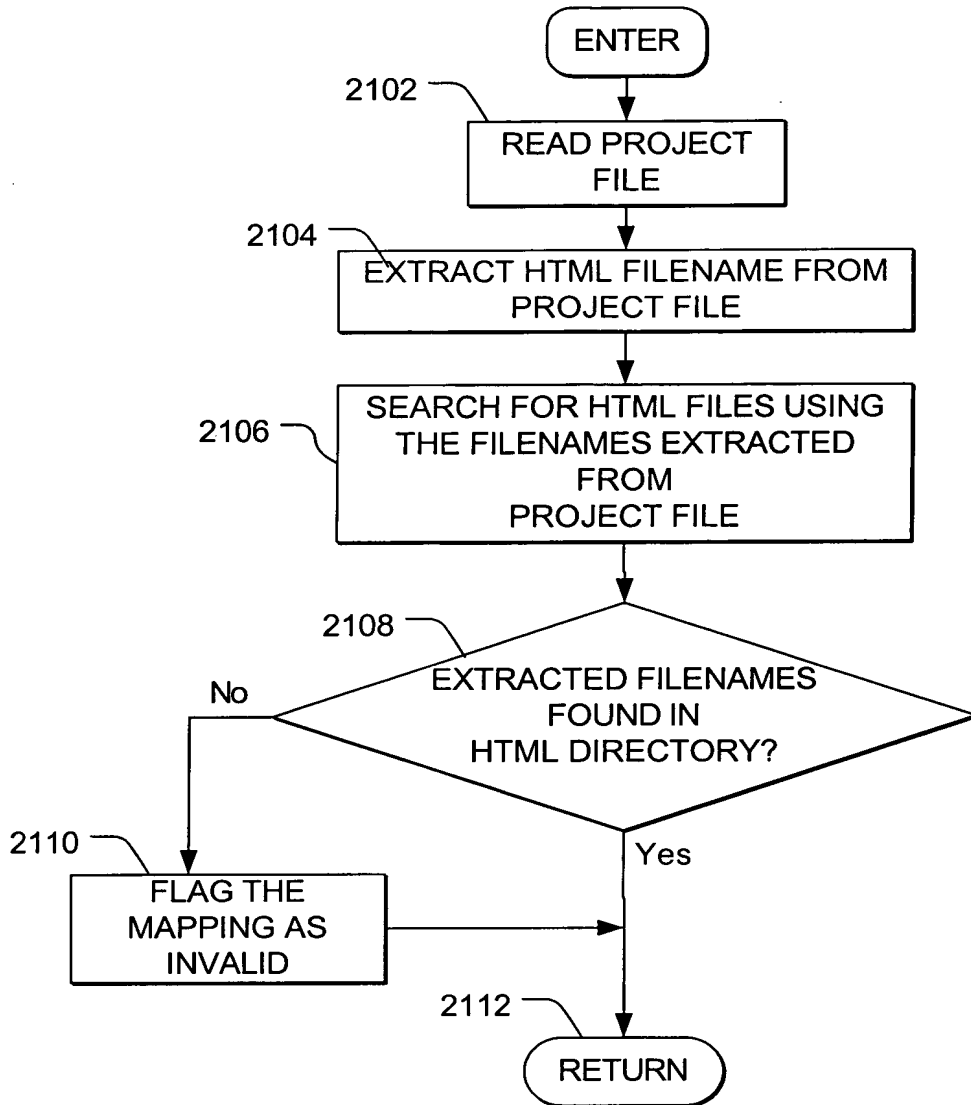 ENTER
2102
READ PROJECT
FILE
2104
EXTRACT HTML FILENAME FROM
PROJECT FILE
2106
SEARCH FOR HTML FILES USING
THE FILENAMES EXTRACTED
FROM
PROJECT FILE
2108
EXTRACTED FILENAMES
FOUND IN
HTML DIRECTORY?
No
Yes
2110
FLAG THE
MAPPING AS
INVALID
2112
RETURN